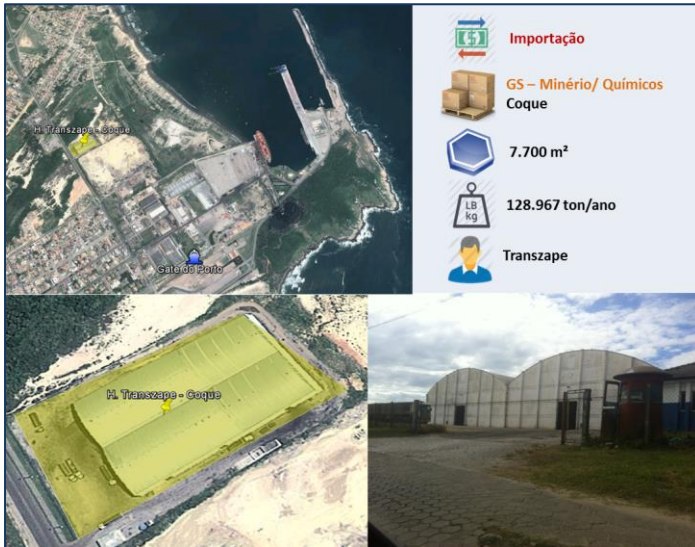 H. Transzape - Coque
Gate do Porto
Importação
GS – Minério/ Químicos
Coque
7.700 m²
LB
kg
128.967 ton/ano
Transzape
H. Transzape - Coque